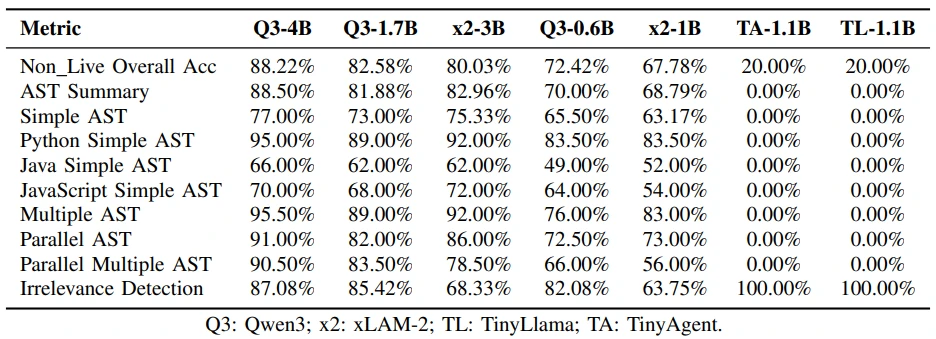 Metric Q3-4B Q3-1.7B x2-3B Q3-0.6B x2-1B TA-1.1B TL-1.1B
Non_Live Overall Acc 88.22% 82.58% 80.03% 72.42% 67.78% 20.00% 20.00%
AST Summary 88.50% 81.88% 82.96% 70.00% 68.79% 0.00% 0.00%
Simple AST 77.00% 73.00% 75.33% 65.50% 63.17% 0.00% 0.00%
Python Simple AST 95.00% 89.00% 92.00% 83.50% 83.50% 0.00% 0.00%
Java Simple AST 66.00% 62.00% 62.00% 49.00% 52.00% 0.00% 0.00%
JavaScript Simple AST 70.00% 68.00% 72.00% 64.00% 54.00% 0.00% 0.00%
Multiple AST 95.50% 89.00% 92.00% 76.00% 83.00% 0.00% 0.00%
Parallel AST 91.00% 82.00% 86.00% 72.50% 73.00% 0.00% 0.00%
Parallel Multiple AST 90.50% 83.50% 78.50% 66.00% 56.00% 0.00% 0.00%
Irrelevance Detection 87.08% 85.42% 68.33% 82.08% 63.75% 100.00% 100.00%
Q3: Qwen3; x2: xLAM-2; TL: TinyLlama; TA: TinyAgent.